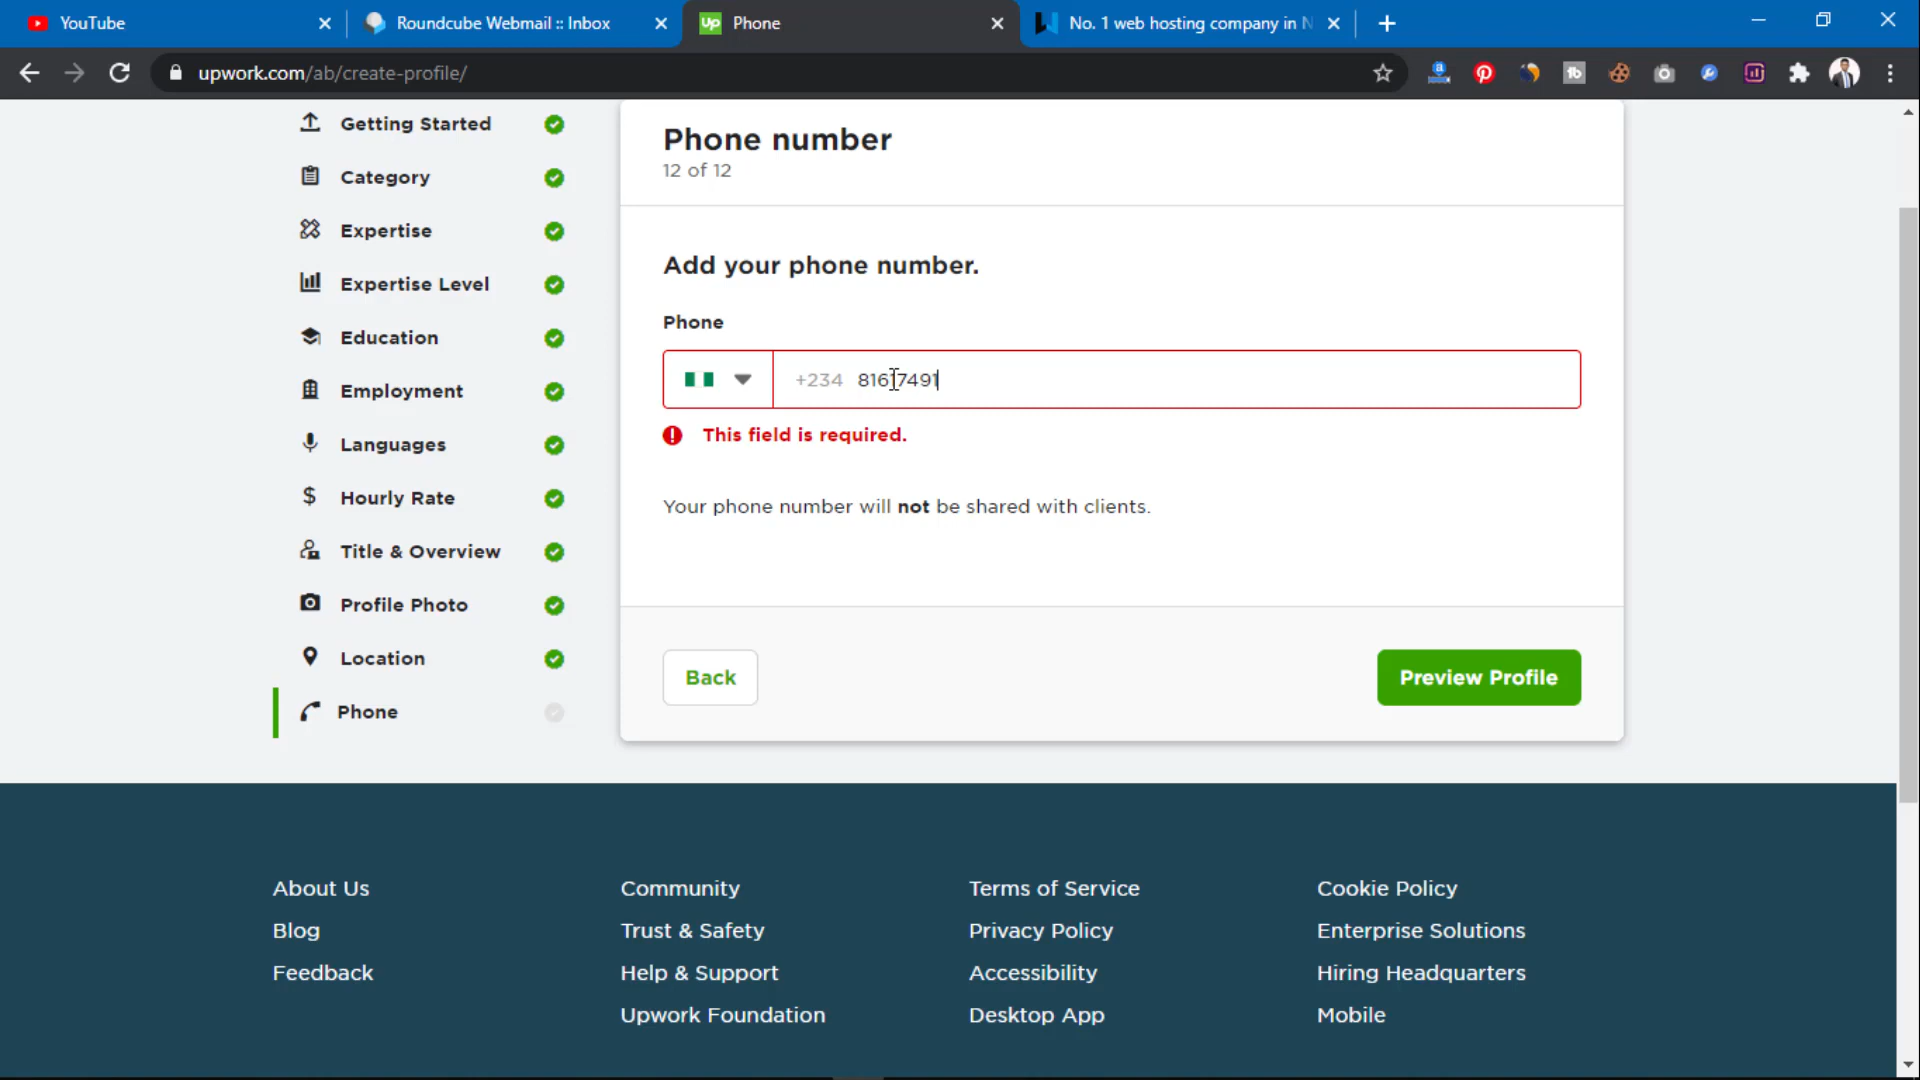 YouTube
Roundcube Webmail :: Inbox
Up Phone
No. 1 web hosting company in N
upwork.com/ab/create-profile/
Getting Started
Category
Expertise
Expertise Level
Education
Employment
Languages
Hourly Rate
Title & Overview
Profile Photo
Location
Phone
Phone number
12 of 12
Add your phone number.
Phone
+234 81617491
This field is required.
Your phone number will not be shared with clients.
Back
Preview Profile
About Us
Blog
Feedback
Community
Trust & Safety
Help & Support
Upwork Foundation
Terms of Service
Privacy Policy
Accessibility
Desktop App
Cookie Policy
Enterprise Solutions
Hiring Headquarters
Mobile